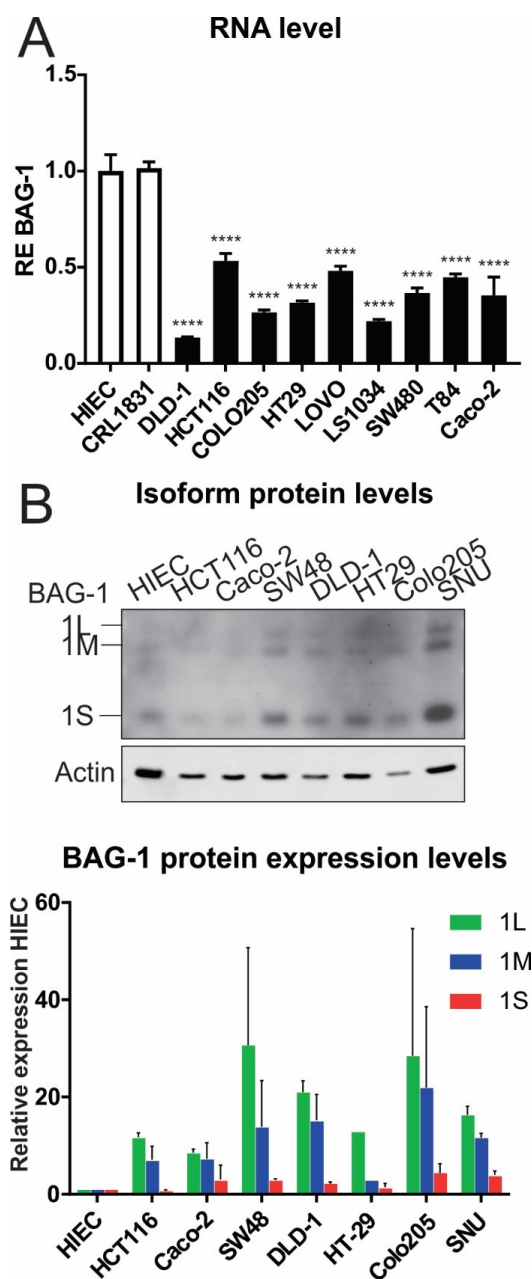 A
RNA level
RE BAG-1
1.5
1.0
0.5
0.0
****
****
****
****
****
****
****
****
****
HIEC
CRL1831
DLD-1
HCT116
COLO205
HT29
LOVO
LS1034
SW480
T84
Caco-2
B
Isoform protein levels
BAG-1
HIEC
HCT116
Caco-2
SW48
DLD-1
HT29
Colo205
SNU
1L
1M
1S
Actin
BAG-1 protein expression levels
Relative expression HIEC
60
40
20
0
1L
1M
1S
HIEC
HCT116
Caco-2
SW48
DLD-1
HT-29
Colo205
SNU